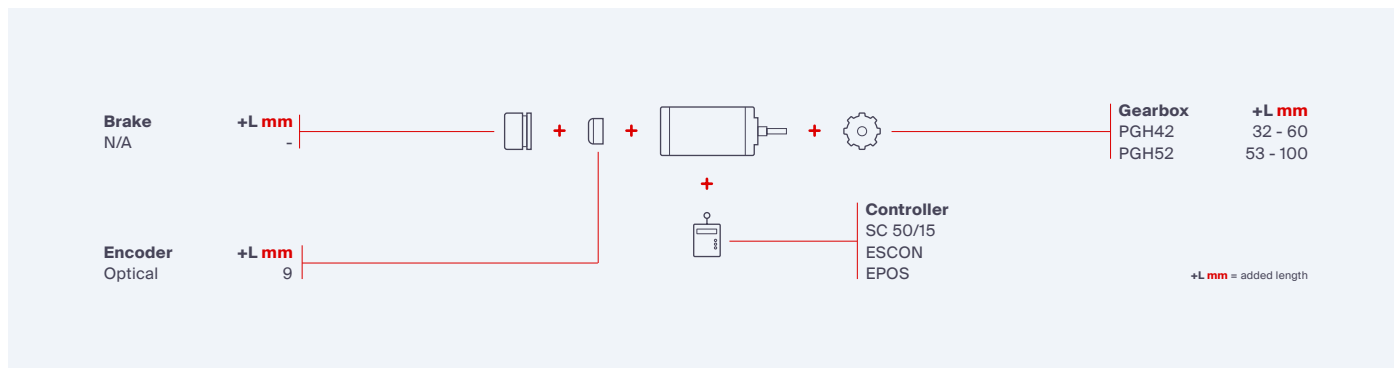 Brake +L mm
N/A -
Encoder +L mm
Optical 9
Controller
SC 50/15
ESCON
EPOS
Gearbox +L mm
PGH42 32 - 60
PGH52 53 - 100
+L mm = added length